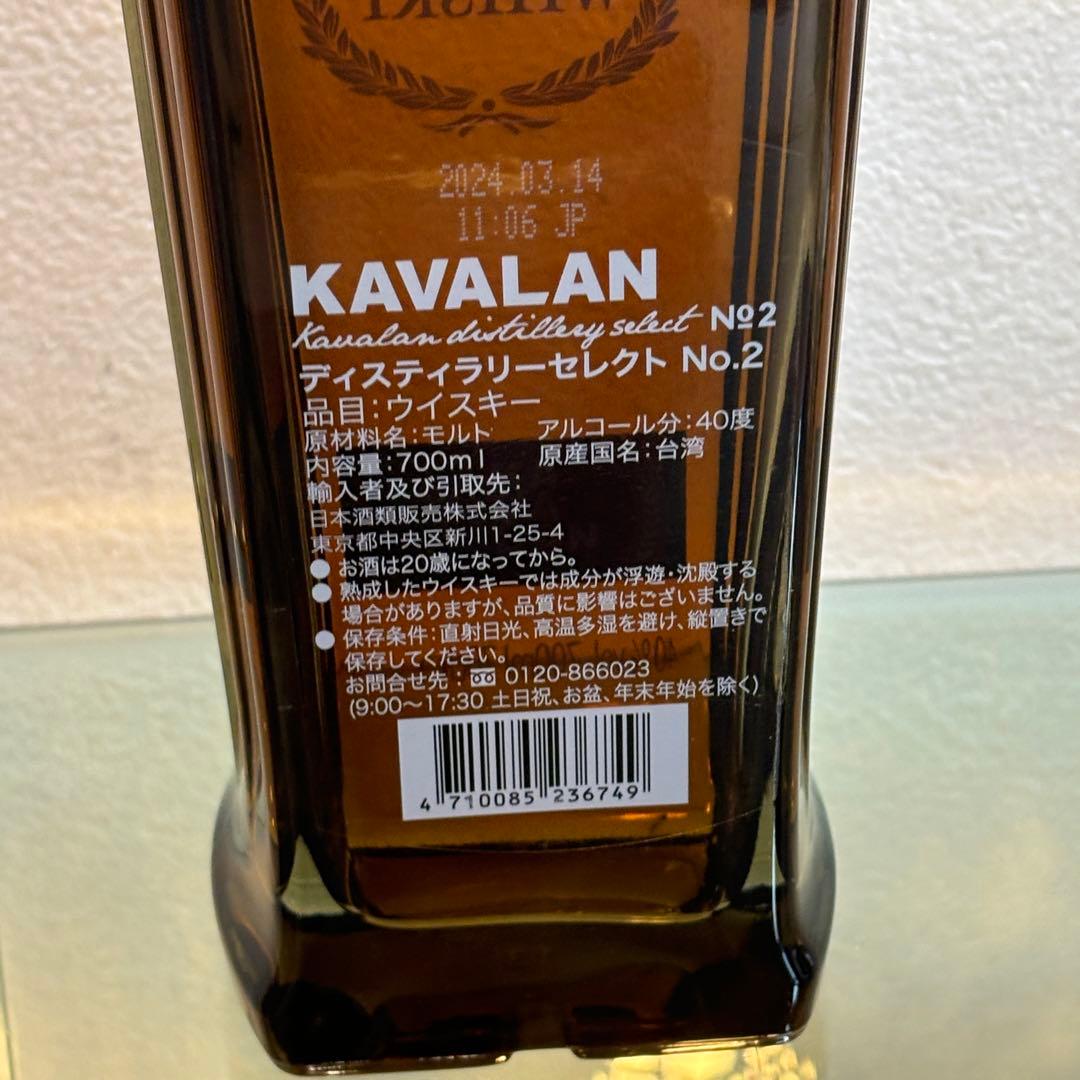 WHISKY
2024.03.14
11:06 JP
KAVALAN
Kavalan distillery select №2
ディスティラリーセレクト No.2
品目:ウイスキー
原材料名:モルト アルコール分:40度
内容量:700ml 原産国名:台湾
輸入者及び引取先:
日本酒類販売株式会社
東京都中央区新川1-25-4
● お酒は20歳になってから。
● 熟成したウイスキーでは成分が浮遊・沈殿する
場合がありますが、品質に影響はございません。
● 保存条件:直射日光、高温多湿を避け、縦置きで
保存してください。
お問合せ先:0120-866023
(9:00〜17:30 土日祝、お盆、年末年始を除く)
4 710085 236749